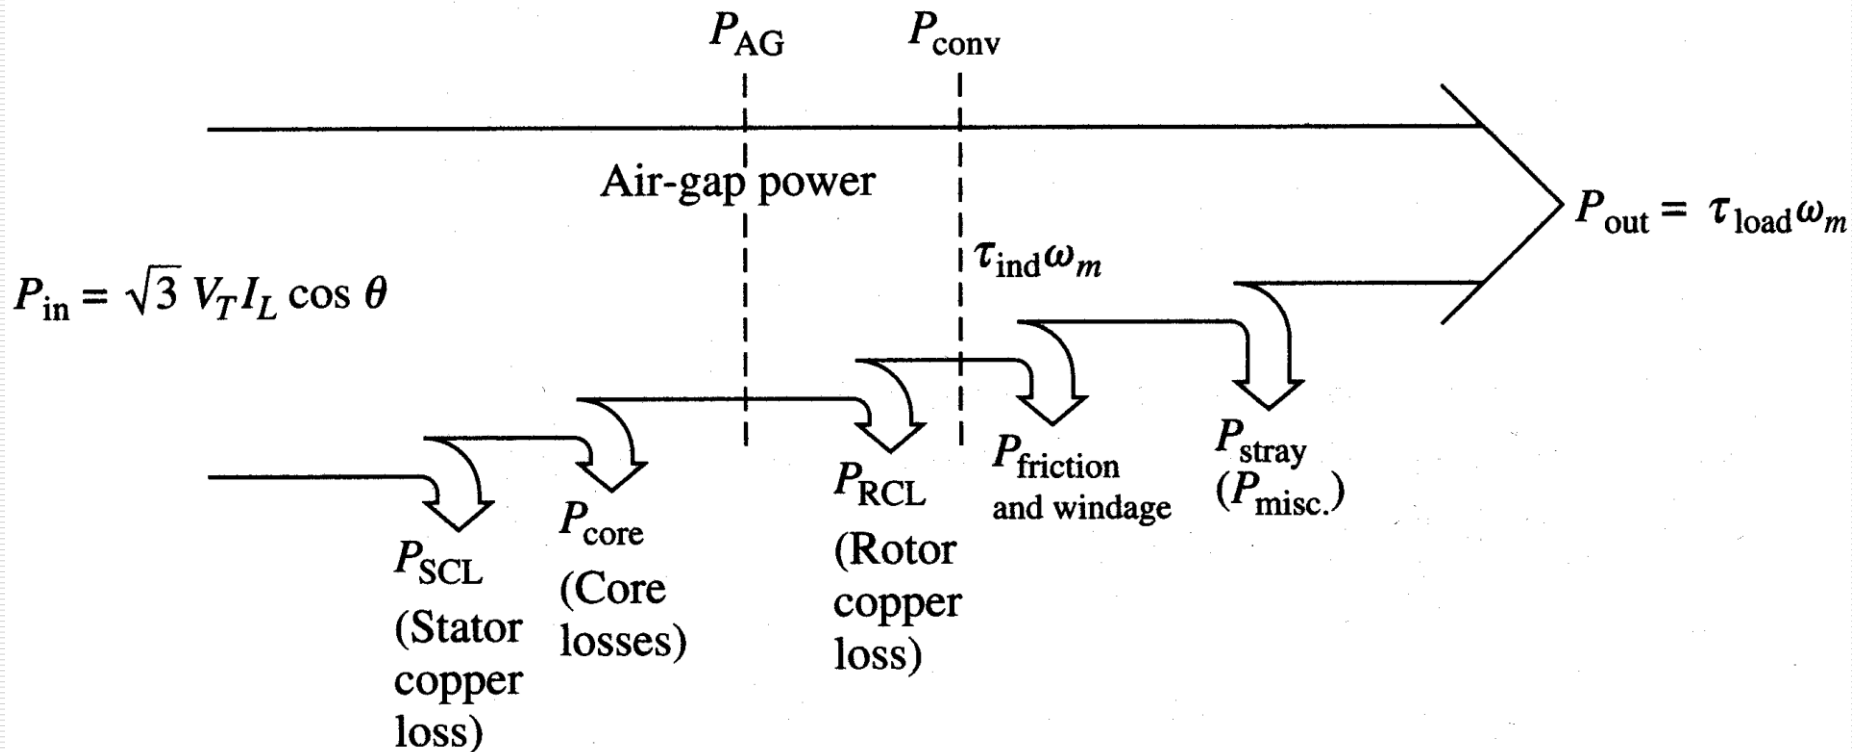 P_AG
P_conv
Air-gap power
P_out = τ_load ω_m
τ_ind ω_m
P_in = √3 V_T I_L cos θ
P_SCL
(Stator
copper
loss)
P_core
(Core
losses)
P_RCL
(Rotor
copper
loss)
P_friction
and windage
P_stray
(P_misc.)